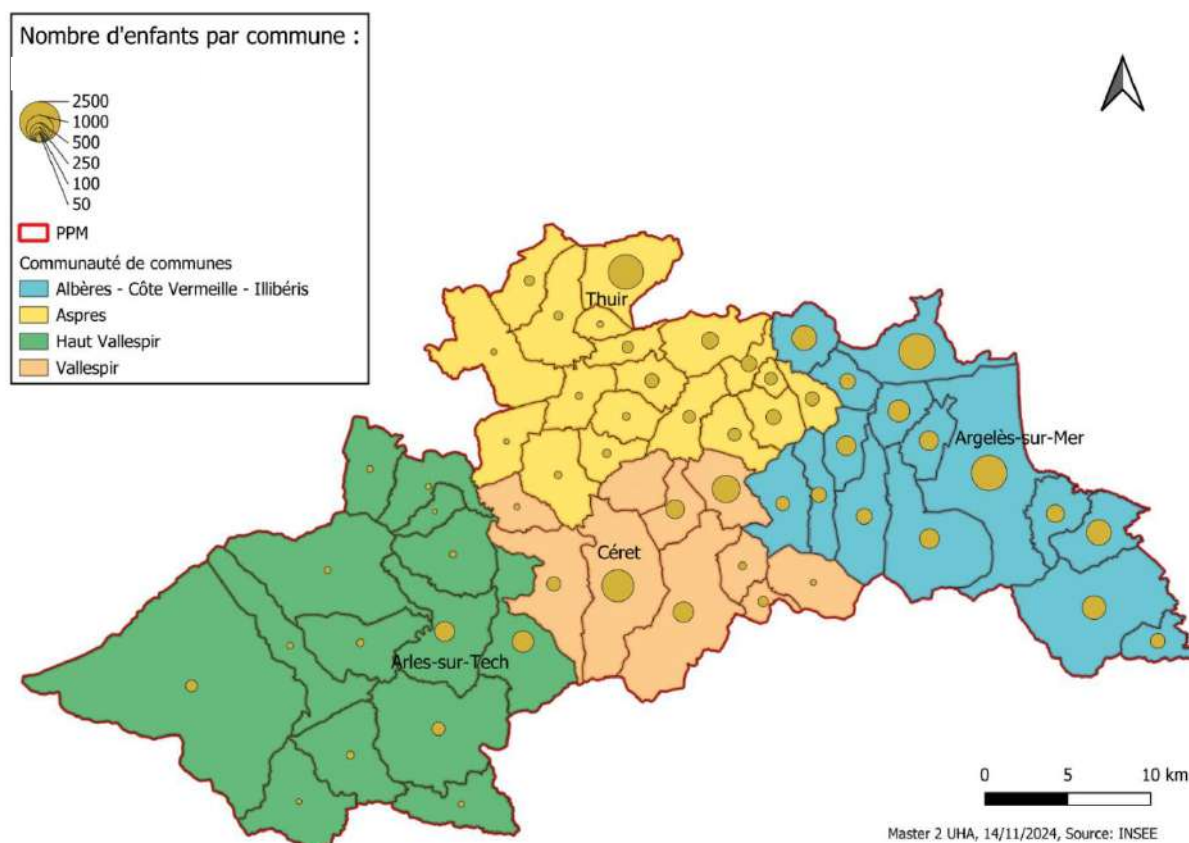 Nombre d'enfants par commune :
2500
1000
500
250
100
50
PPM
Communauté de communes
Albères - Côte Vermeille - Illibéris
Aspres
Haut Vallespir
Vallespir
Thuir
Argelès-sur-Mer
Céret
Arles-sur-Tech
0 5 10 km
Master 2 UHA, 14/11/2024, Source: INSEE